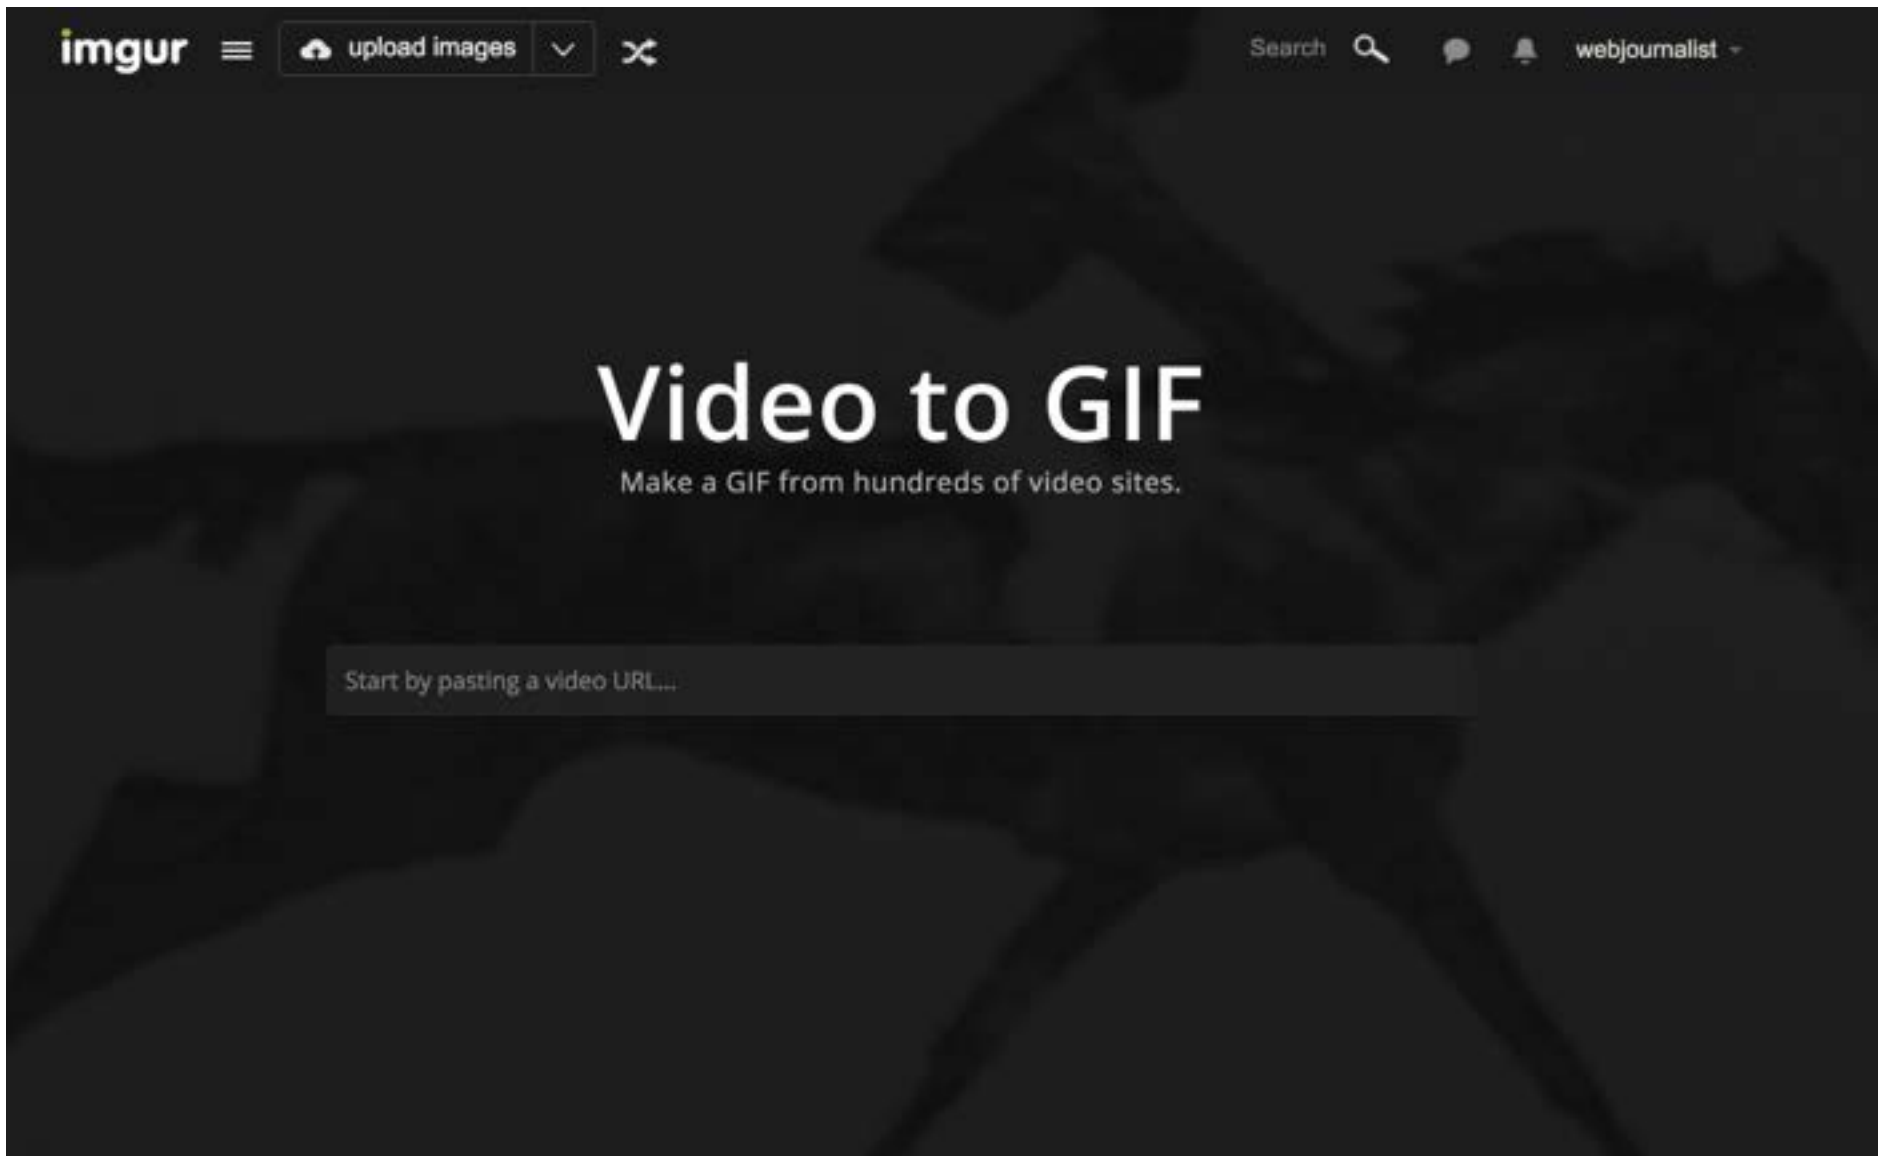 imgur upload images Search webjournalist
Video to GIF
Make a GIF from hundreds of video sites.
Start by pasting a video URL...